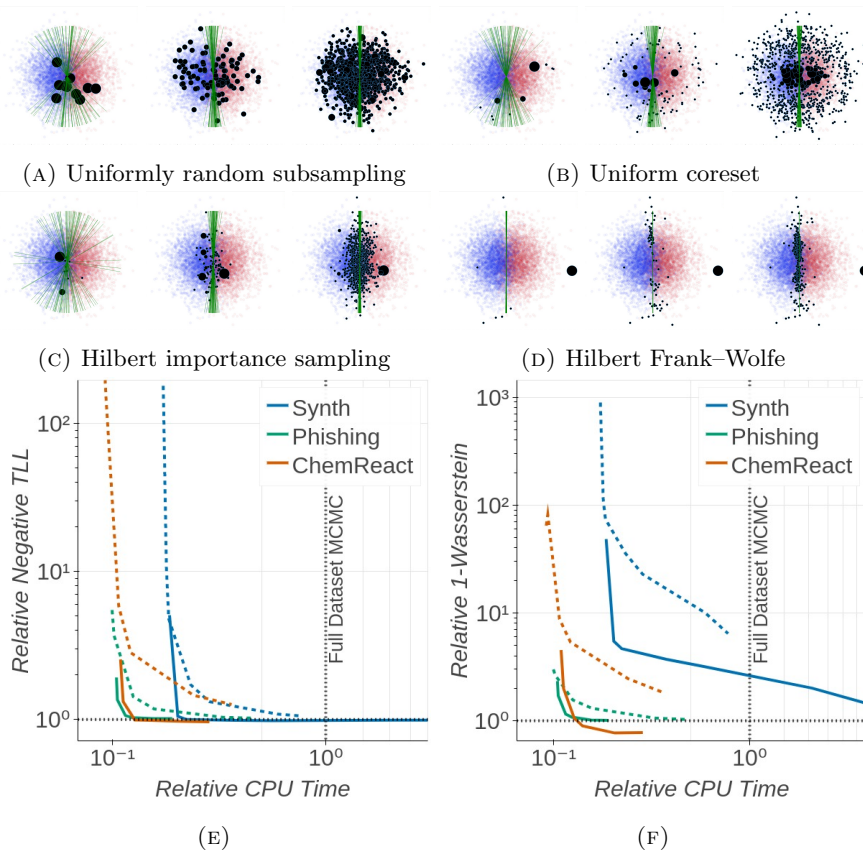 (A) Uniformly random subsampling
(B) Uniform coreset
(C) Hilbert importance sampling
(D) Hilbert Frank–Wolfe
Relative Negative TLL
10²
10¹
10⁰
Synth
Phishing
ChemReact
Full Dataset MCMC
10⁻¹
10⁰
Relative CPU Time
(E)
Relative 1-Wasserstein
10³
10²
10¹
10⁰
Synth
Phishing
ChemReact
Full Dataset MCMC
10⁻¹
10⁰
Relative CPU Time
(F)